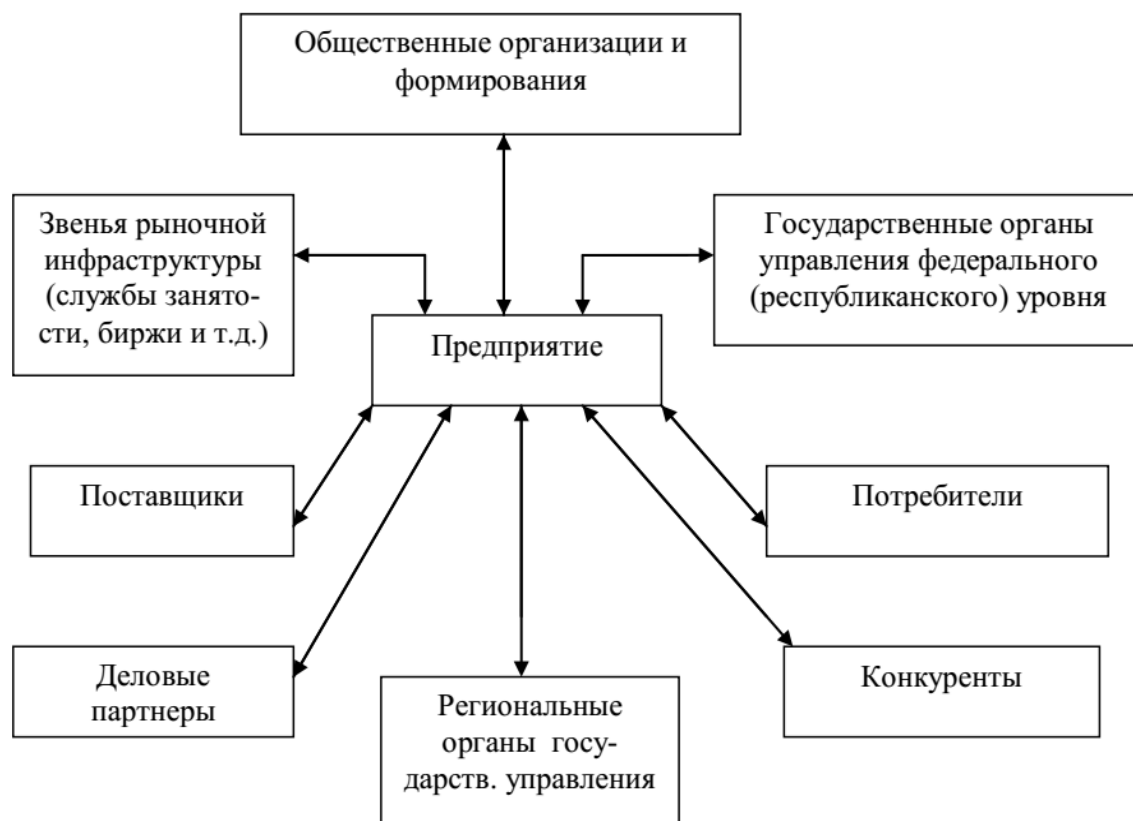 Общественные организации и
формирования
Звенья рыночной
инфраструктуры
(службы занято-
сти, биржи и т.д.)
Государственные органы
управления федерального
(республиканского) уровня
Предприятие
Поставщики
Потребители
Деловые
партнеры
Региональные
органы  госу-
дарств. управления
Конкуренты